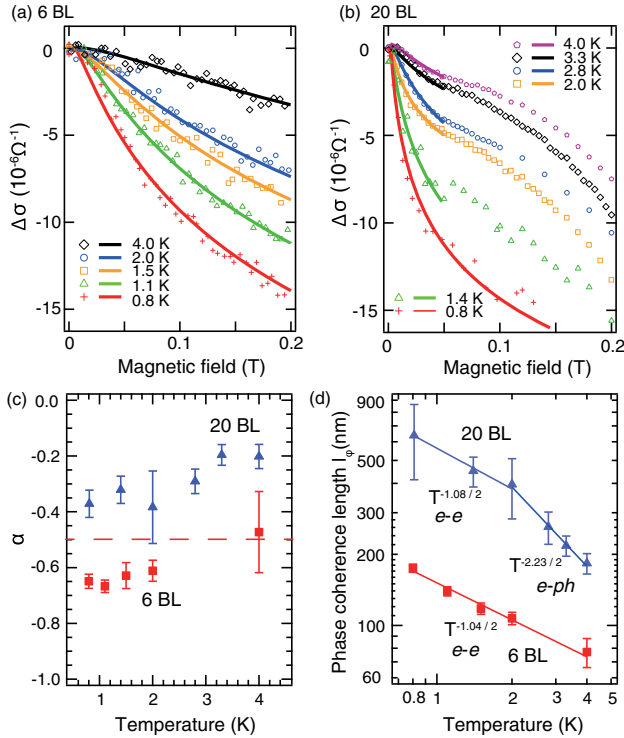 (a) 6 BL
Δσ (10⁻⁶Ω⁻¹)
0
-5
-10
-15
4.0 K
2.0 K
1.5 K
1.1 K
0.8 K
0
0.1
0.2
Magnetic field (T)
(b) 20 BL
Δσ (10⁻⁶Ω⁻¹)
0
-5
-10
-15
4.0 K
3.3 K
2.8 K
2.0 K
1.4 K
0.8 K
0
0.1
0.2
Magnetic field (T)
(c)
α
0.0
-0.2
-0.4
-0.6
-0.8
-1.0
20 BL
6 BL
1
2
3
4
Temperature (K)
(d)
Phase coherence length lφ(nm)
900
500
200
100
60
20 BL
T^-1.08 / 2
e-e
T^-2.23 / 2
e-ph
T^-1.04 / 2
e-e
6 BL
0.8
1
2
3
4
5
Temperature (K)